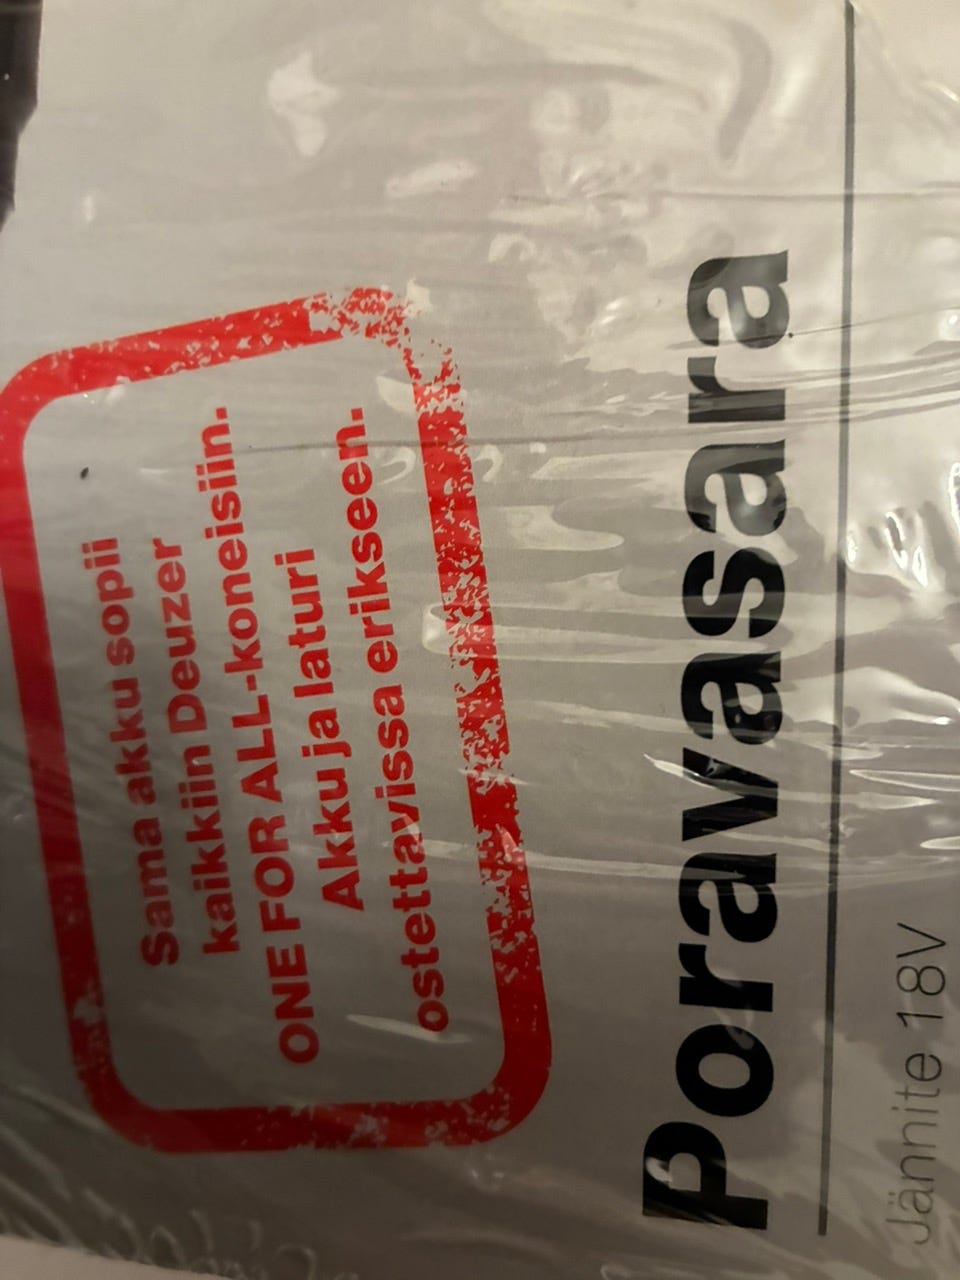 Sama akku sopii
kaikkiin Deuzer
ONE FOR ALL-koneisiin.
Akku ja laturi
ostettavissa erikseen.
Poravasara
Jännite 18V